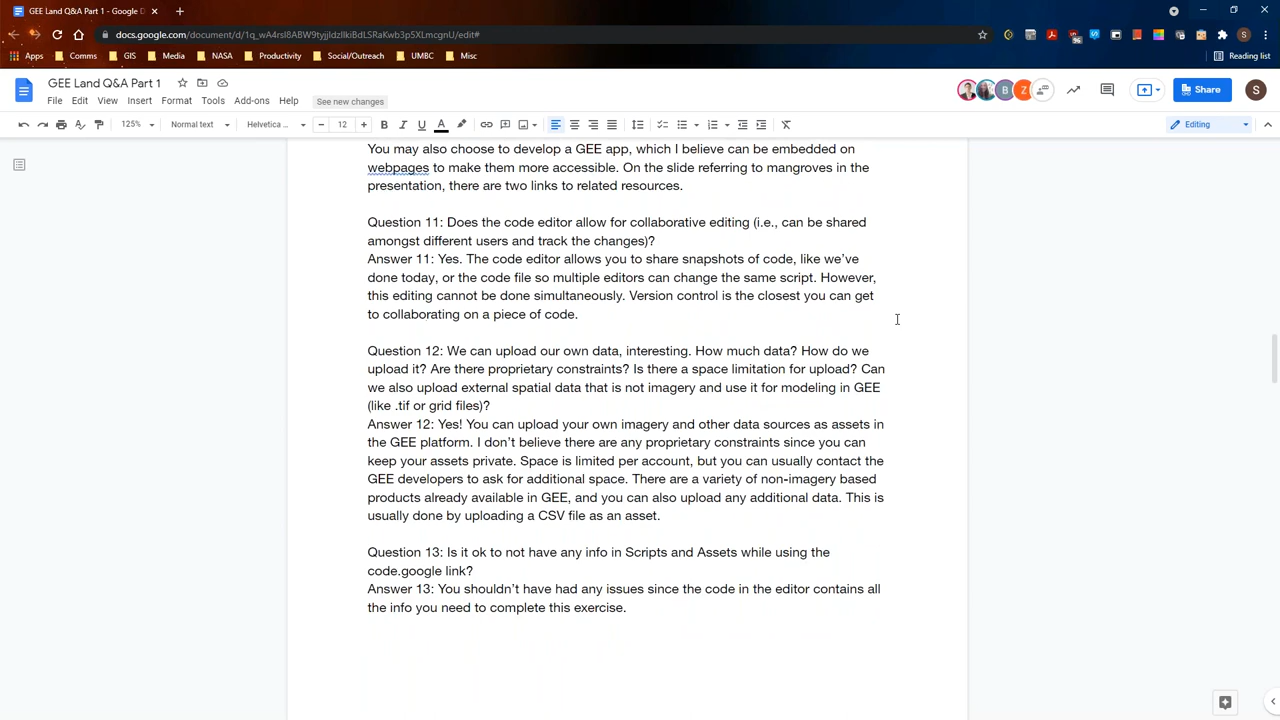 GEE Land Q&A Part 1 - Google D
docs.google.com/document/d/1q_wA4rsI8ABW9tyjjIdzIlkiBdLSRaKwb3p5XLmcgnU/edit#
Apps Comms GIS Media NASA Productivity Social/Outreach UMBC Misc Reading list
GEE Land Q&A Part 1
File Edit View Insert Format Tools Add-ons Help See new changes
B Z Share S
125% Normal text Helvetica ... 12 B I U A Editing
You may also choose to develop a GEE app, which I believe can be embedded on
webpages to make them more accessible. On the slide referring to mangroves in the
presentation, there are two links to related resources.
Question 11: Does the code editor allow for collaborative editing (i.e., can be shared
amongst different users and track the changes)?
Answer 11: Yes. The code editor allows you to share snapshots of code, like we've
done today, or the code file so multiple editors can change the same script. However,
this editing cannot be done simultaneously. Version control is the closest you can get
to collaborating on a piece of code.
Question 12: We can upload our own data, interesting. How much data? How do we
upload it? Are there proprietary constraints? Is there a space limitation for upload? Can
we also upload external spatial data that is not imagery and use it for modeling in GEE
(like .tif or grid files)?
Answer 12: Yes! You can upload your own imagery and other data sources as assets in
the GEE platform. I don't believe there are any proprietary constraints since you can
keep your assets private. Space is limited per account, but you can usually contact the
GEE developers to ask for additional space. There are a variety of non-imagery based
products already available in GEE, and you can also upload any additional data. This is
usually done by uploading a CSV file as an asset.
Question 13: Is it ok to not have any info in Scripts and Assets while using the
code.google link?
Answer 13: You shouldn't have had any issues since the code in the editor contains all
the info you need to complete this exercise.